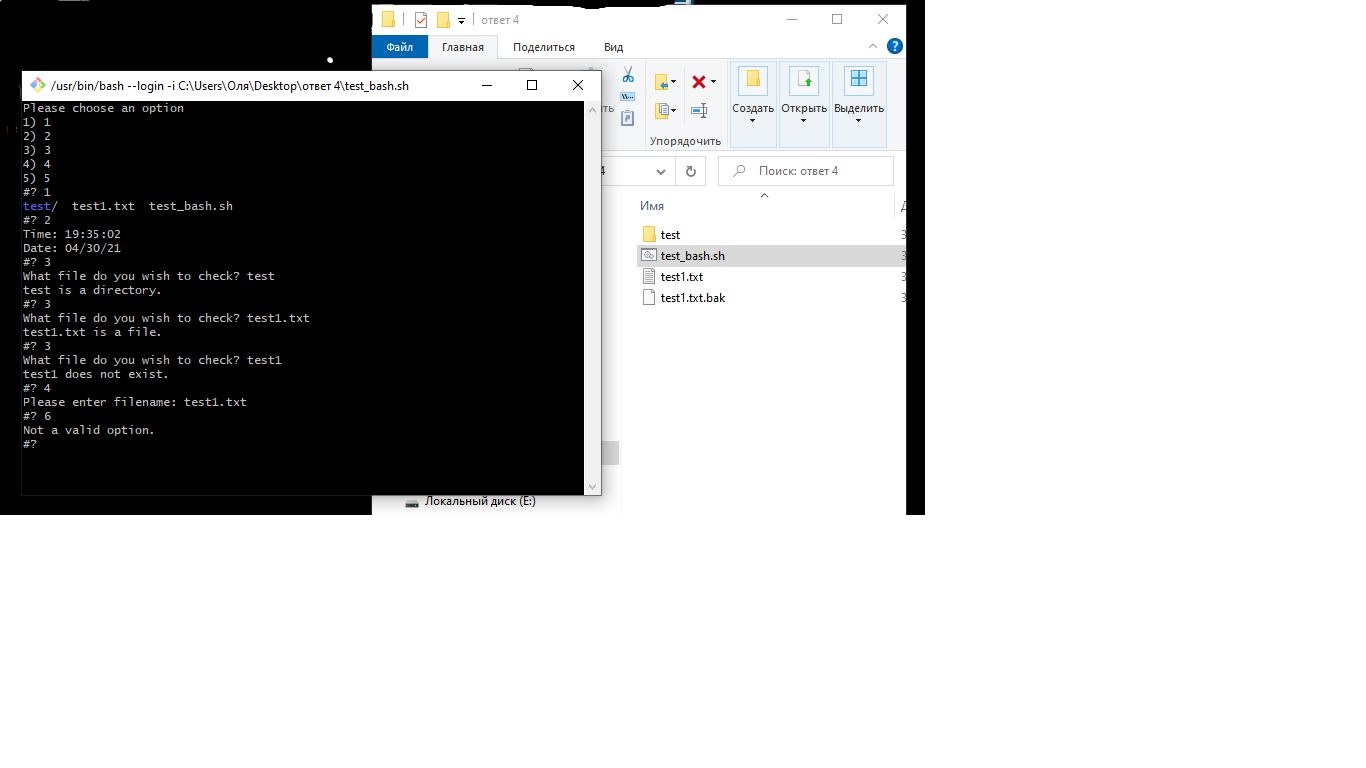 ответ 4
Файл Главная Поделиться Вид
/usr/bin/bash --login -i C:\Users\Оля\Desktop\ответ 4\test_bash.sh
Please choose an option
1) 1
2) 2
3) 3
4) 4
5) 5
#? 1
test/ test1.txt test_bash.sh
#? 2
Time: 19:35:02
Date: 04/30/21
#? 3
What file do you wish to check? test
test is a directory.
#? 3
What file do you wish to check? test1.txt
test1.txt is a file.
#? 3
What file do you wish to check? test1
test1 does not exist.
#? 4
Please enter filename: test1.txt
#? 6
Not a valid option.
#?
Создать Открыть Выделить
Упорядочить
4
Поиск: ответ 4
Имя
test
test_bash.sh
test1.txt
test1.txt.bak
Локальный диск (E:)